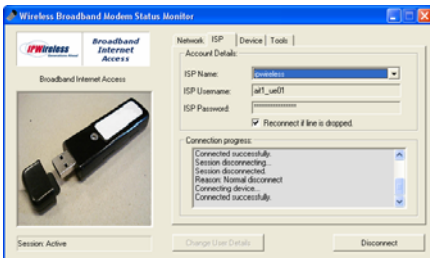 Wireless Broadband Modem Status Monitor
IPWireless
Broadband
Internet
Access
Broadband Internet Access
Session: Active
Network ISP Device Tools
Account Details:
ISP Name: ipwireless
ISP Username: ait1_ue01
ISP Password: ****************
Reconnect if line is dropped.
Connection progress:
Connected successfully.
Session disconnecting...
Session disconnected.
Reason: Normal disconnect
Connecting device...
Connected successfully.
Change User Details Disconnect